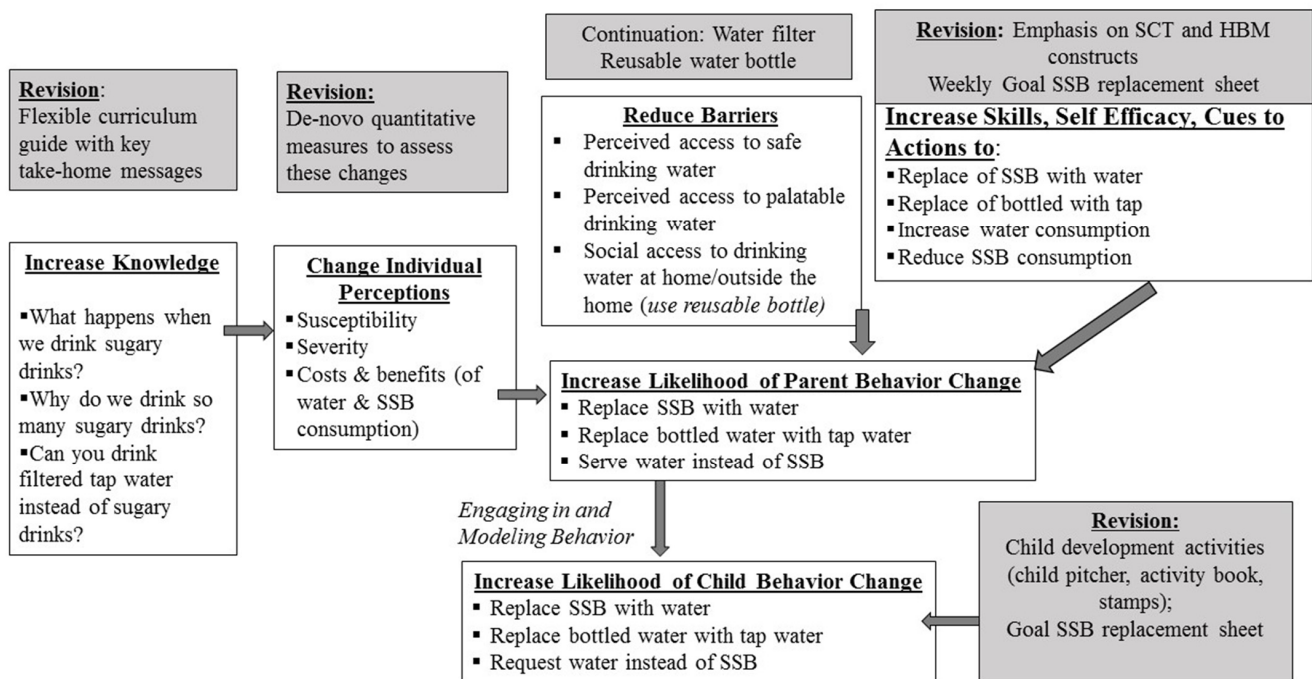 Revision:
Flexible curriculum
guide with key
take-home messages
Revision:
De-novo quantitative
measures to assess
these changes
Continuation: Water filter
Reusable water bottle
Revision: Emphasis on SCT and HBM
constructs
Weekly Goal SSB replacement sheet
Increase Knowledge
▪What happens when
we drink sugary
drinks?
▪Why do we drink so
many sugary drinks?
▪Can you drink
filtered tap water
instead of sugary
drinks?
Change Individual
Perceptions
▪Susceptibility
▪Severity
▪Costs & benefits (of
water & SSB
consumption)
Reduce Barriers
▪ Perceived access to safe
drinking water
▪ Perceived access to palatable
drinking water
▪ Social access to drinking
water at home/outside the
home (use reusable bottle)
Increase Skills, Self Efficacy, Cues to
Actions to:
▪Replace of SSB with water
▪Replace of bottled with tap
▪Increase water consumption
▪Reduce SSB consumption
Increase Likelihood of Parent Behavior Change
▪ Replace SSB with water
▪ Replace bottled water with tap water
▪ Serve water instead of SSB
Engaging in and
Modeling Behavior
Increase Likelihood of Child Behavior Change
▪ Replace SSB with water
▪ Replace bottled water with tap water
▪ Request water instead of SSB
Revision:
Child development activities
(child pitcher, activity book,
stamps);
Goal SSB replacement sheet